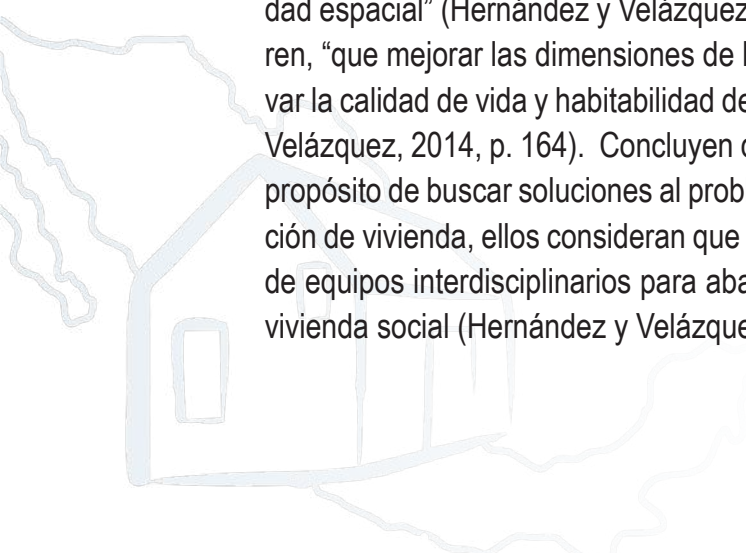 dad espacial” (Hernández y Velázquez
ren, “que mejorar las dimensiones de
var la calidad de vida y habitabilidad de
Velázquez, 2014, p. 164). Concluyen
propósito de buscar soluciones al prob
ción de vivienda, ellos consideran que
de equipos interdisciplinarios para aba
vivienda social (Hernández y Velázque